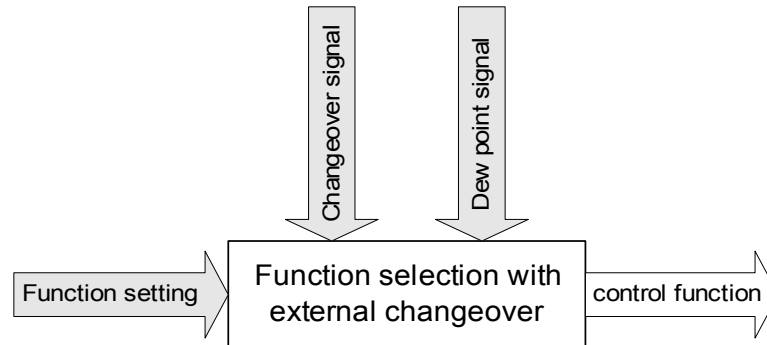 Changeover signal
Dew point signal
Function setting
Function selection with
external changeover
control function